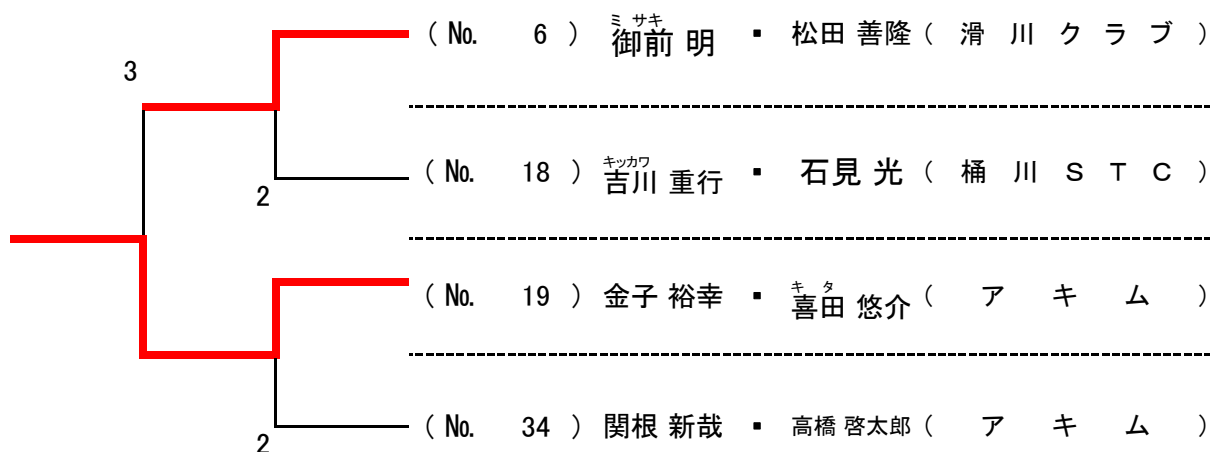 ミ サキ
( No. 6 ) 御前 明 ・ 松田 善隆 ( 滑 川 ク ラ ブ )
3
キッカワ
( No. 18 ) 吉川 重行 ・ 石見 光 ( 桶 川 S T C )
2
キ タ
( No. 19 ) 金子 裕幸 ・ 喜田 悠介 ( ア キ ム )
( No. 34 ) 関根 新哉 ・ 高橋 啓太郎 ( ア キ ム )
2